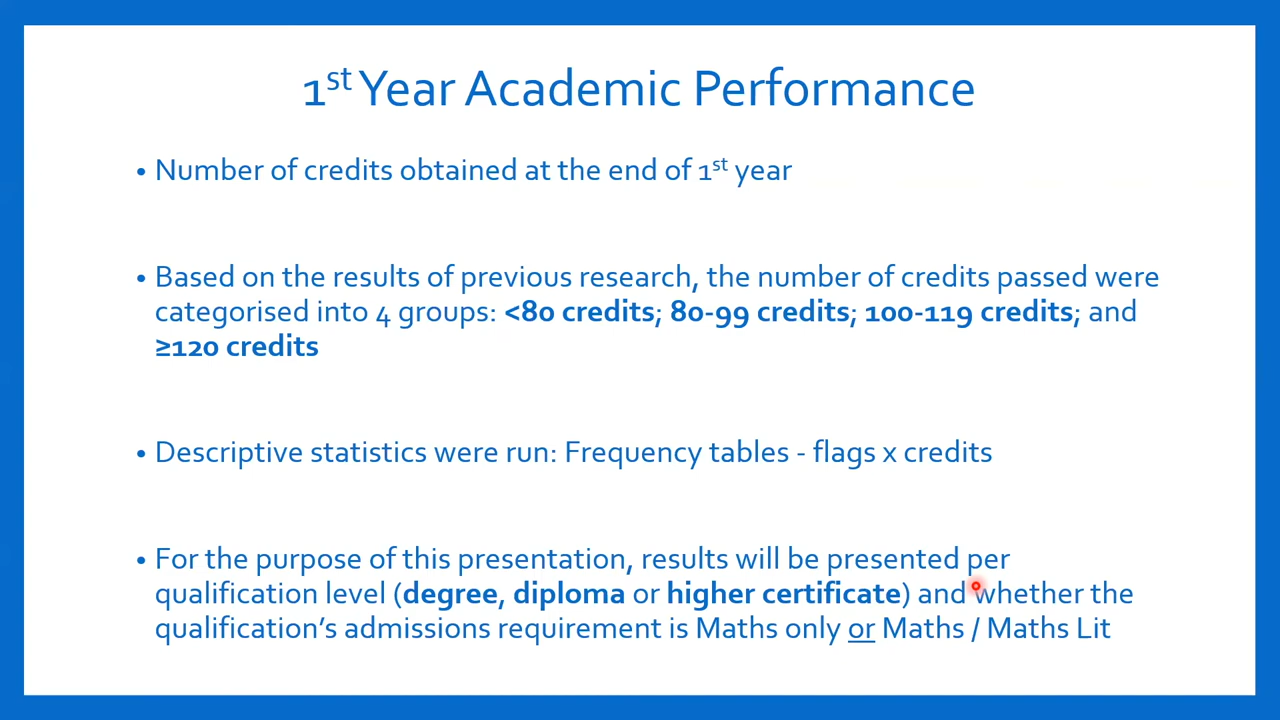 1st Year Academic Performance
• Number of credits obtained at the end of 1st year
• Based on the results of previous research, the number of credits passed were
categorised into 4 groups: <80 credits; 80-99 credits; 100-119 credits; and
≥120 credits
• Descriptive statistics were run: Frequency tables - flags x credits
• For the purpose of this presentation, results will be presented per
qualification level (degree, diploma or higher certificate) and whether the
qualification's admissions requirement is Maths only or Maths / Maths Lit